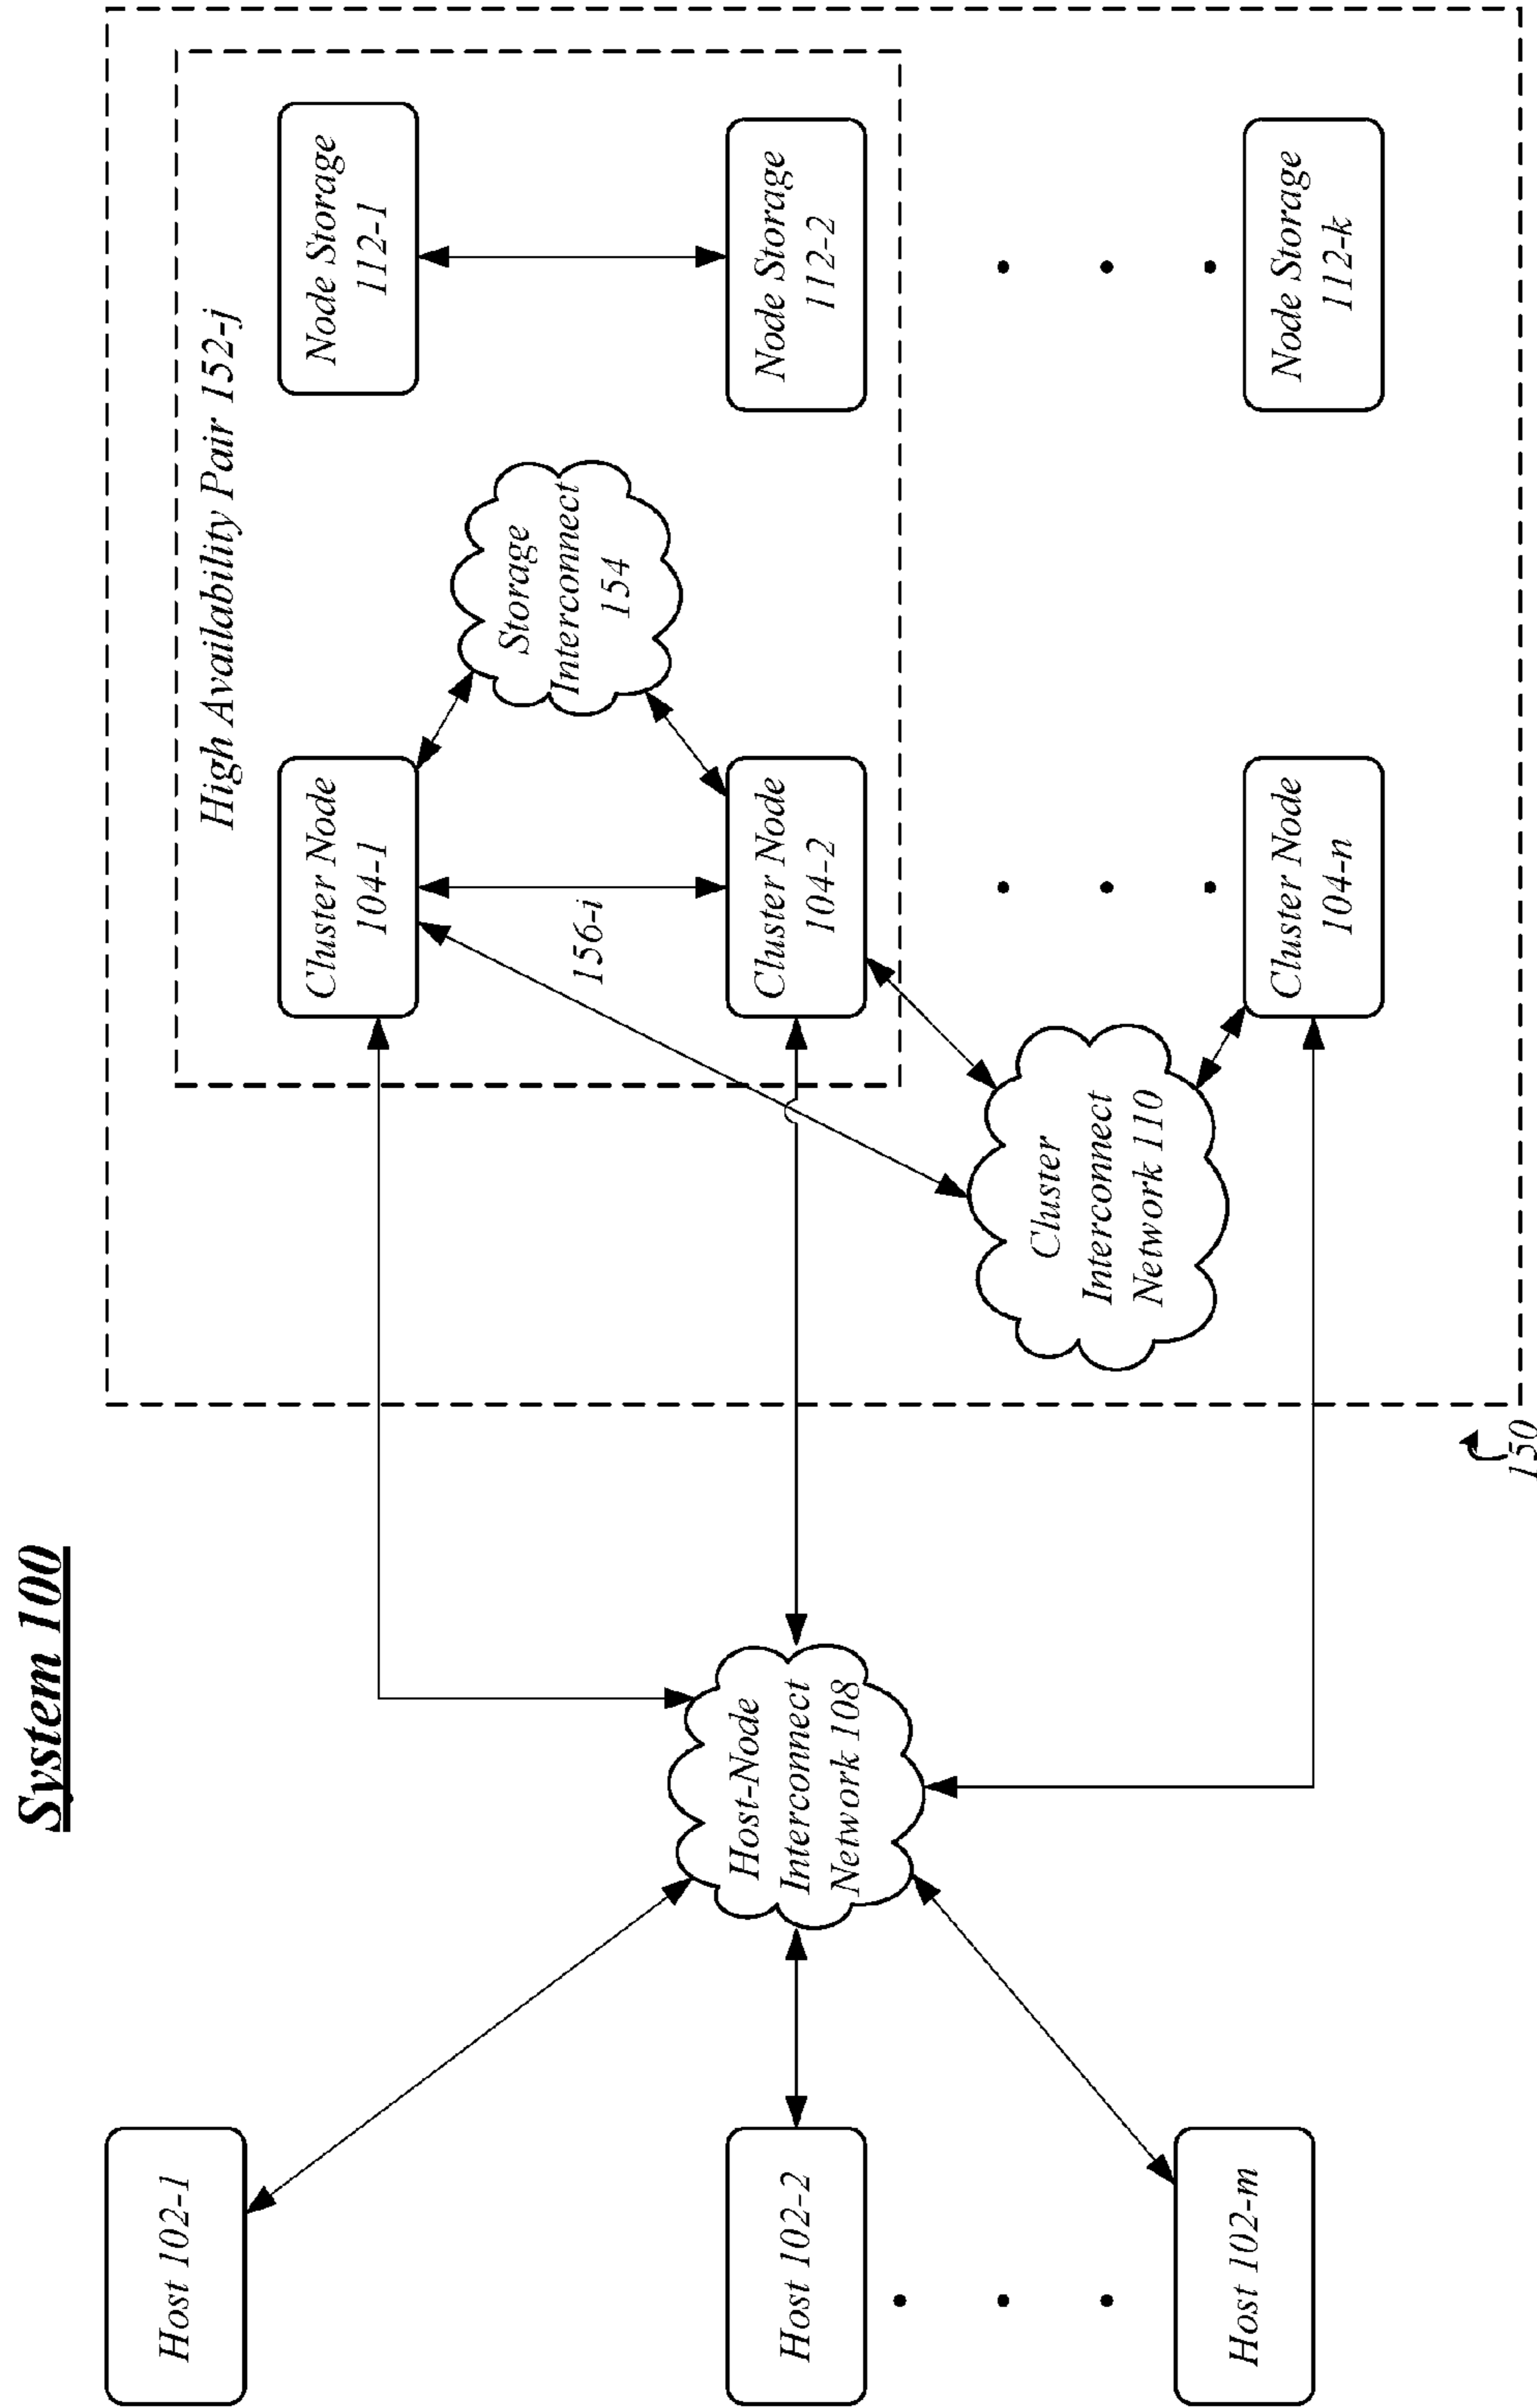 System 100
High Availability Pair 152-j
Host 102-1
Cluster Node
104-1
Node Storage
112-1
Storage
Interconnect
154
156-i
Host 102-2
Host-Node
Interconnect
Network 108
Cluster Node
104-2
Node Storage
112-2
Cluster
Interconnect
Network 110
Host 102-m
Cluster Node
104-n
Node Storage
112-k
150